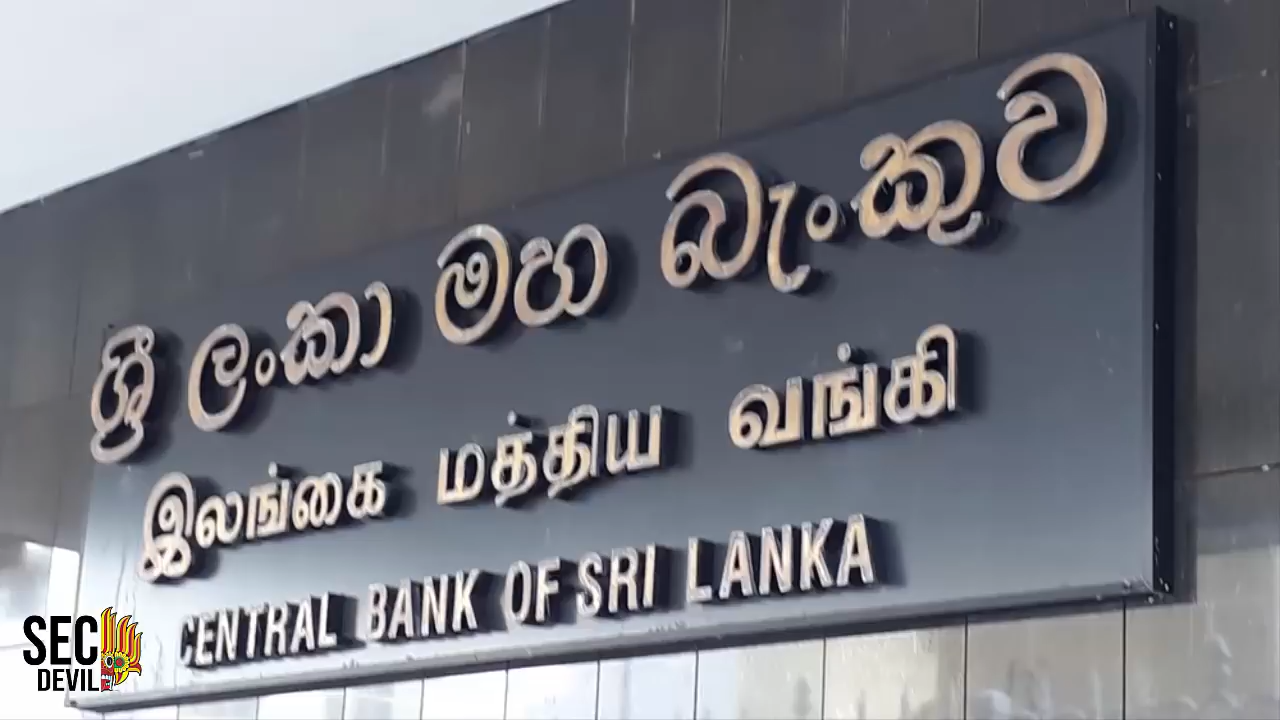 ශ්‍රී ලංකා මහ බැංකුව
இலங்கை மத்திய வங்கி
CENTRAL BANK OF SRI LANKA
SEC
DEVIL